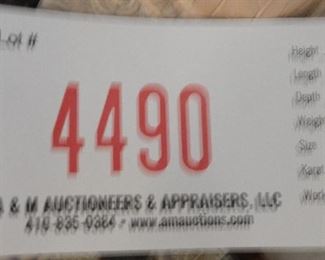 Lot #
4490
& M AUCTIONEERS & APPRAISERS, LLC
410-835-0384 - www.amauctions.com
Height
Length
Depth
Weight
Size
Karat